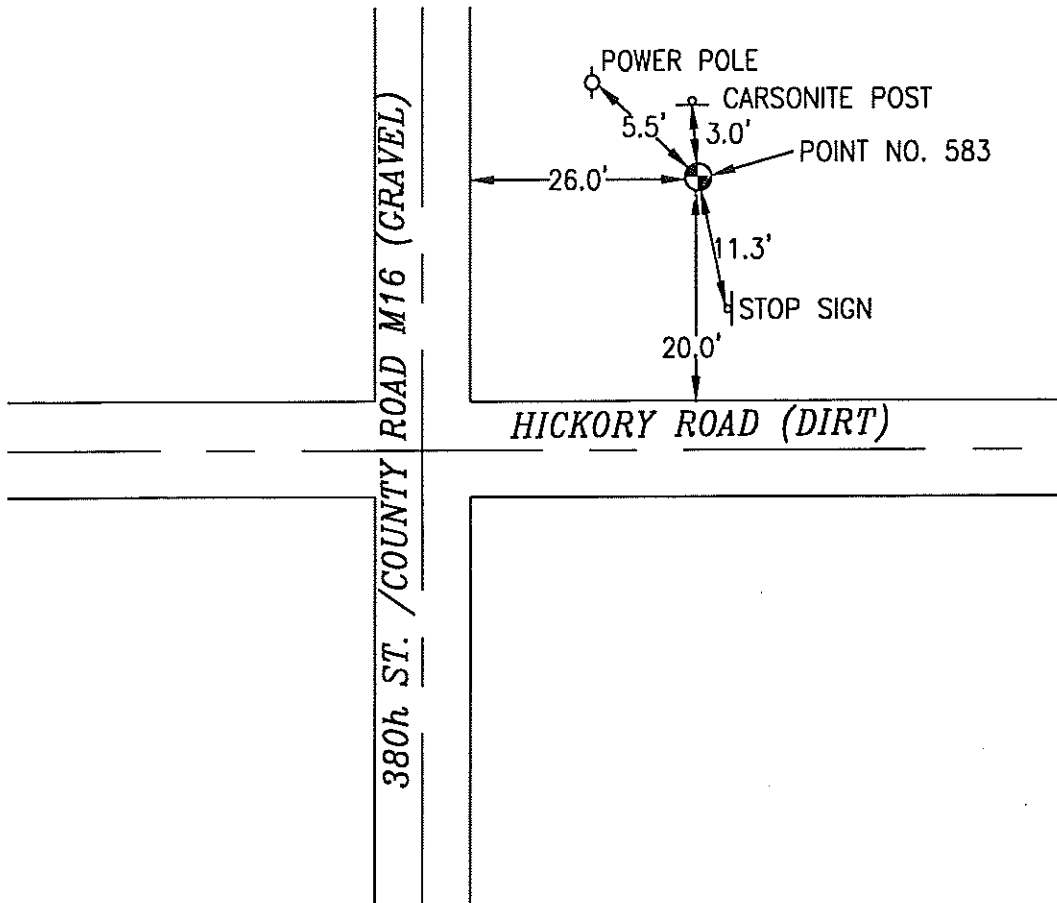 POWER POLE
CARSONITE POST
5.5'
3.0'
POINT NO. 583
26.0'
11.3'
STOP SIGN
20.0'
HICKORY ROAD (DIRT)
380h ST. /COUNTY ROAD M16 (GRAVEL)